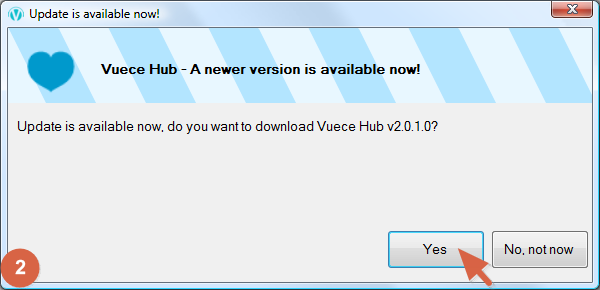 Update is available now!
Vuece Hub - A newer version is available now!
Update is available now, do you want to download Vuece Hub v2.0.1.0?
Yes
No, not now
2